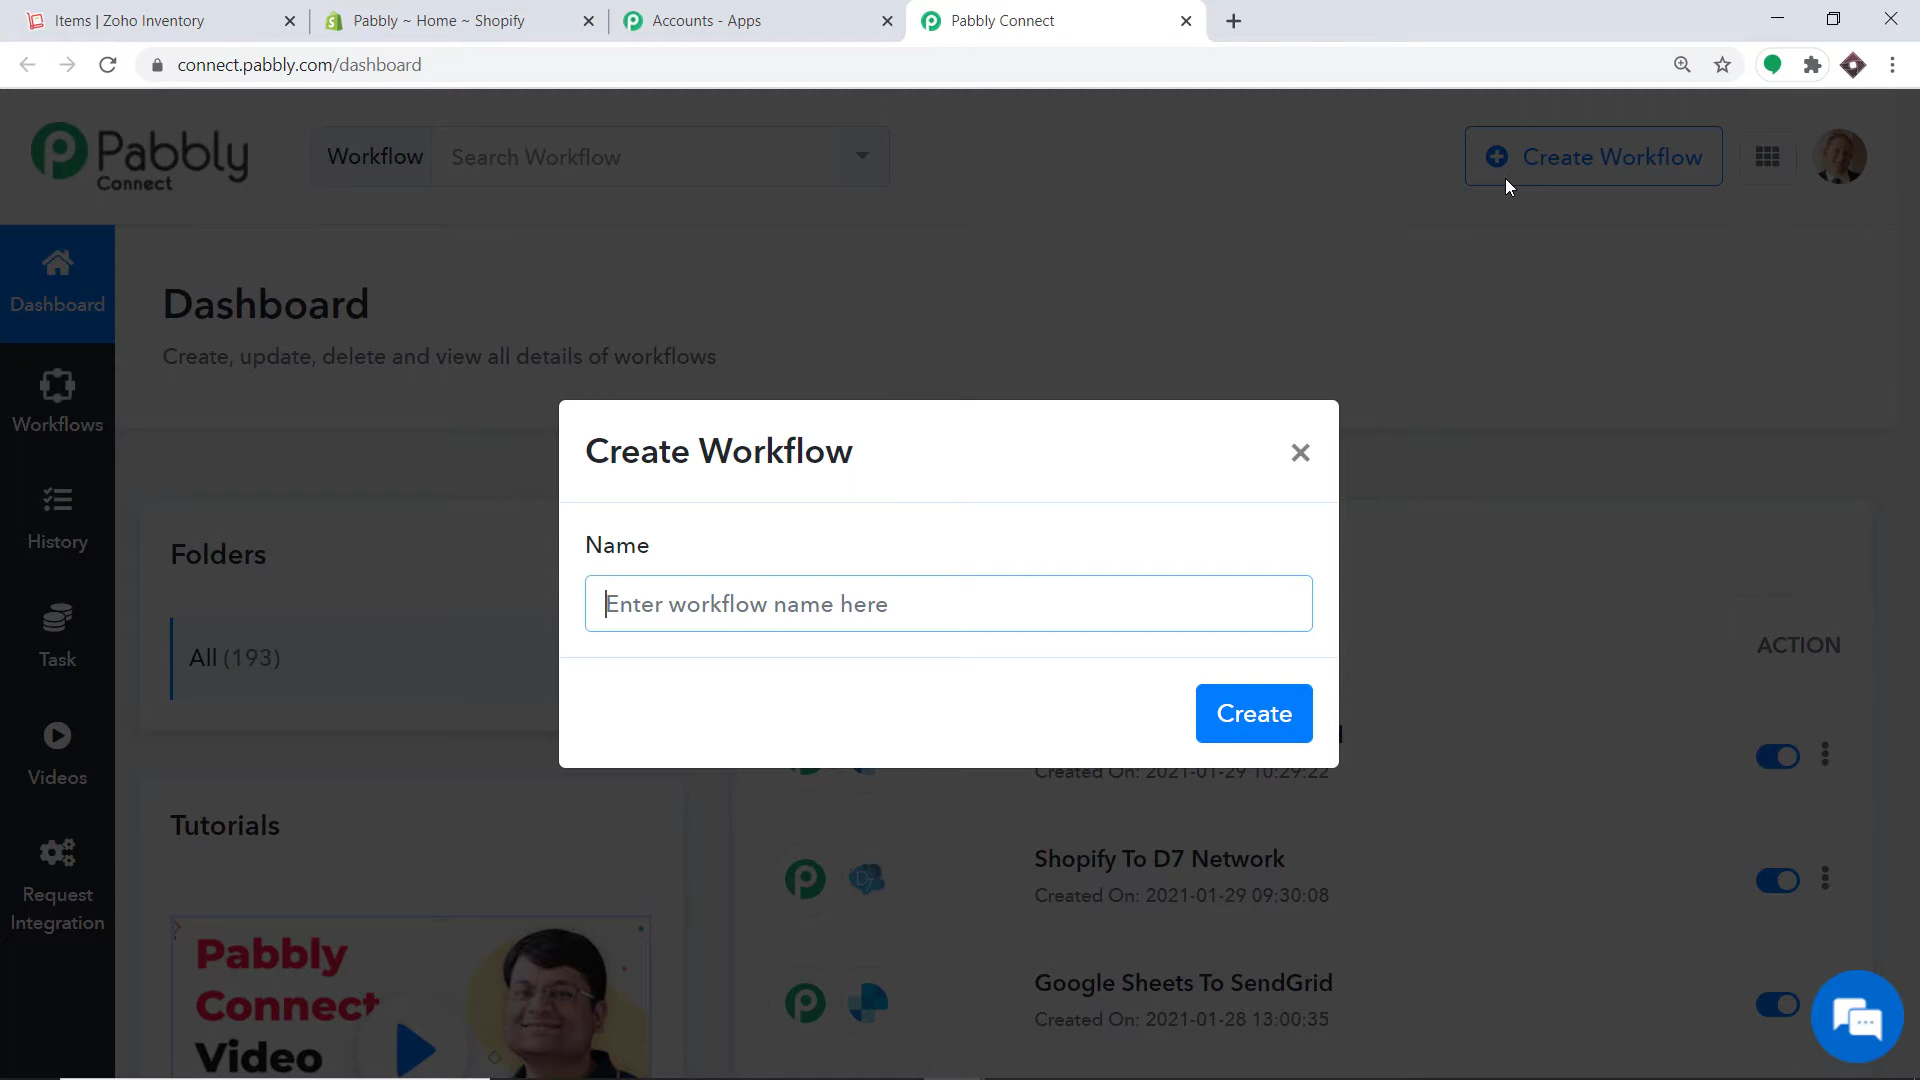 Items | Zoho Inventory
Pabbly ~ Home ~ Shopify
Accounts - Apps
Pabbly Connect
connect.pabbly.com/dashboard
Pabbly
Connect
Workflow
Search Workflow
Create Workflow
Dashboard
Dashboard
Create, update, delete and view all details of workflows
Workflows
Create Workflow
Name
Enter workflow name here
Create
History
Folders
All (193)
Task
ACTION
Videos
Created On: 2021-01-29 10:29:22
Tutorials
Shopify To D7 Network
Created On: 2021-01-29 09:30:08
D7
Request
Integration
Pabbly
Connect
Video
Google Sheets To SendGrid
Created On: 2021-01-28 13:00:35